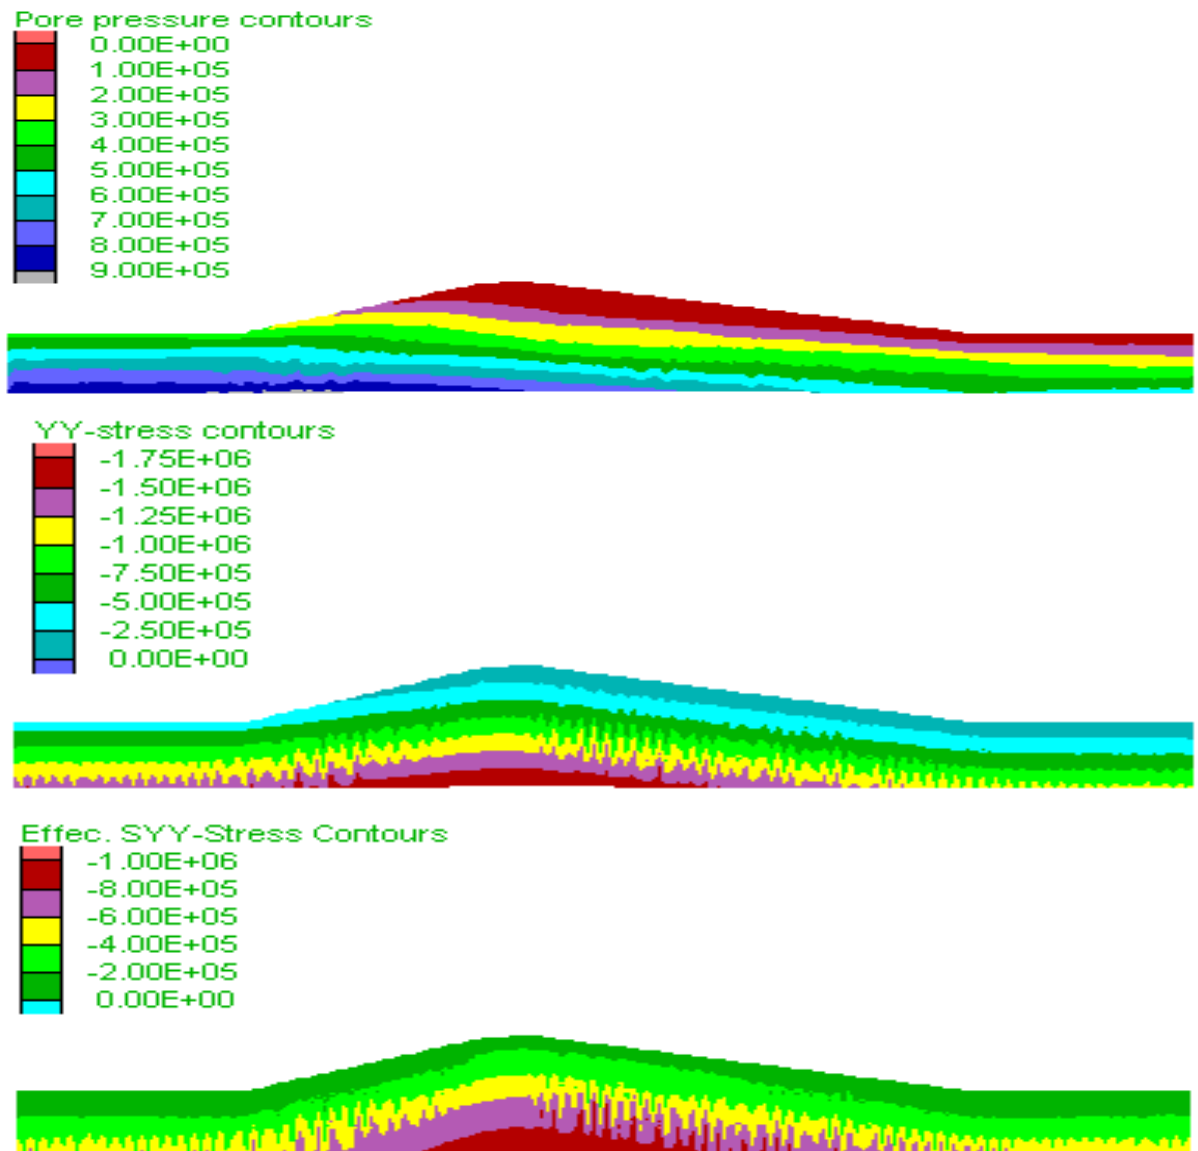 Pore pressure contours
0.00E+00
1.00E+05
2.00E+05
3.00E+05
4.00E+05
5.00E+05
6.00E+05
7.00E+05
8.00E+05
9.00E+05
YY-stress contours
-1.75E+06
-1.50E+06
-1.25E+06
-1.00E+06
-7.50E+05
-5.00E+05
-2.50E+05
0.00E+00
Effec. SYY-Stress Contours
-1.00E+06
-8.00E+05
-6.00E+05
-4.00E+05
-2.00E+05
0.00E+00